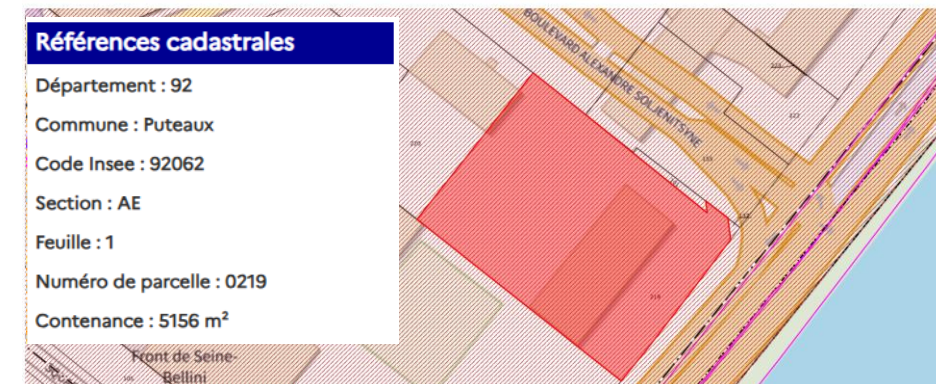 Références cadastrales
Département : 92
Commune : Puteaux
Code Insee : 92062
Section : AE
Feuille : 1
Numéro de parcelle : 0219
Contenance : 5156 m²
BOULEVARD ALEXANDRE SOLJENITSYNE
Front de Seine-
Bellini
219